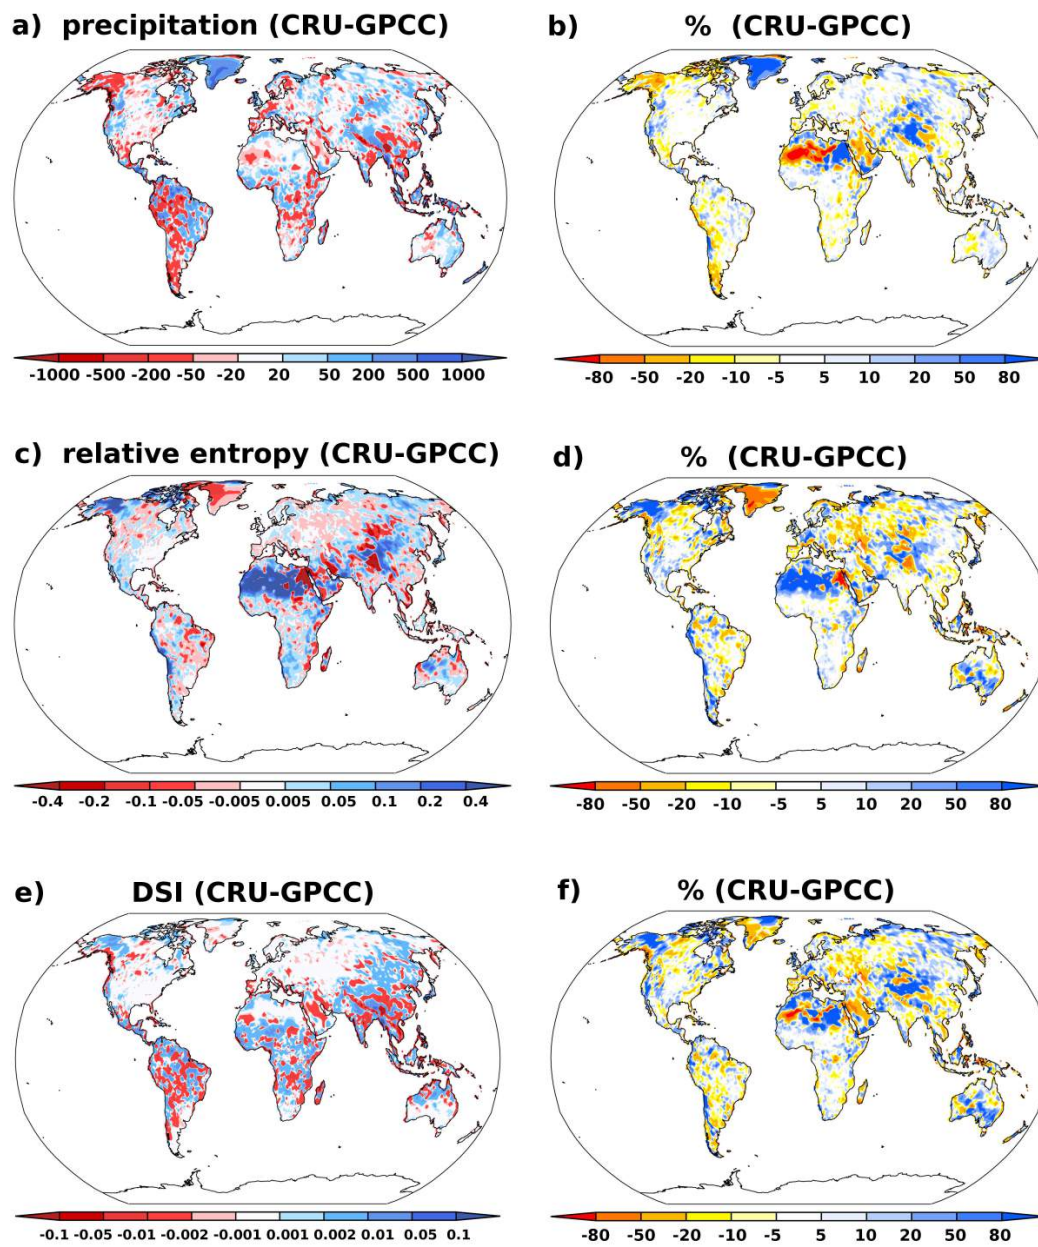 a) precipitation (CRU-GPCC)
b) % (CRU-GPCC)
-1000 -500 -200 -50 -20 20 50 200 500 1000
-80 -50 -20 -10 -5 5 10 20 50 80
c) relative entropy (CRU-GPCC)
d) % (CRU-GPCC)
-0.4 -0.2 -0.1 -0.05 -0.005 0.005 0.05 0.1 0.2 0.4
-80 -50 -20 -10 -5 5 10 20 50 80
e) DSI (CRU-GPCC)
f) % (CRU-GPCC)
-0.1 -0.05 -0.01 -0.002 -0.001 0.001 0.002 0.01 0.05 0.1
-80 -50 -20 -10 -5 5 10 20 50 80